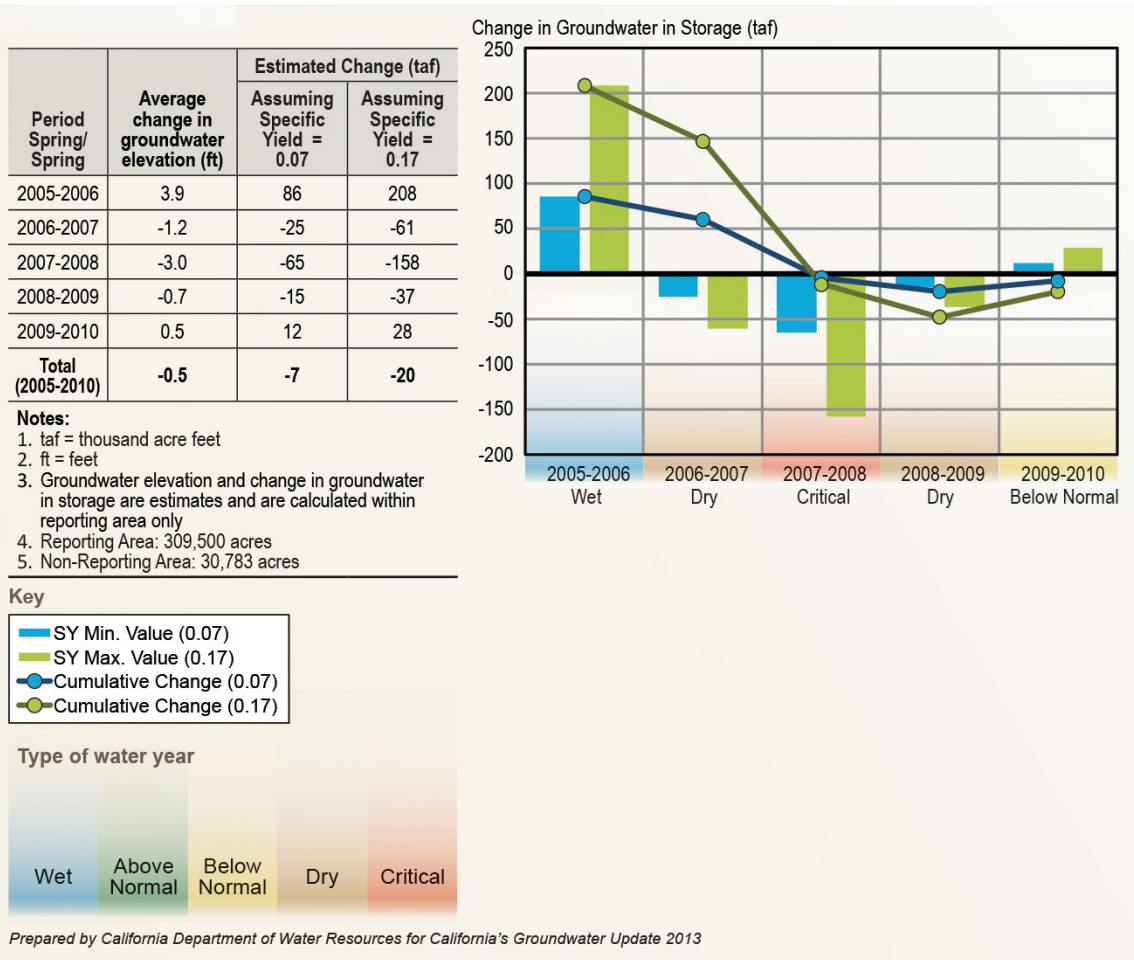 Change in Groundwater in Storage (taf)
Estimated Change (taf)
Period
Spring/
Spring
Average
change in
groundwater
elevation (ft)
Assuming
Specific
Yield =
0.07
Assuming
Specific
Yield =
0.17
2005-2006 3.9 86 208
2006-2007 -1.2 -25 -61
2007-2008 -3.0 -65 -158
2008-2009 -0.7 -15 -37
2009-2010 0.5 12 28
Total
(2005-2010) -0.5 -7 -20
Notes:
1. taf = thousand acre feet
2. ft = feet
3. Groundwater elevation and change in groundwater
in storage are estimates and are calculated within
reporting area only
4. Reporting Area: 309,500 acres
5. Non-Reporting Area: 30,783 acres
250
200
150
100
50
0
-50
-100
-150
-200
2005-2006 2006-2007 2007-2008 2008-2009 2009-2010
Wet Dry Critical Dry Below Normal
Key
SY Min. Value (0.07)
SY Max. Value (0.17)
Cumulative Change (0.07)
Cumulative Change (0.17)
Type of water year
Wet
Above
Normal
Below
Normal
Dry
Critical
Prepared by California Department of Water Resources for California's Groundwater Update 2013